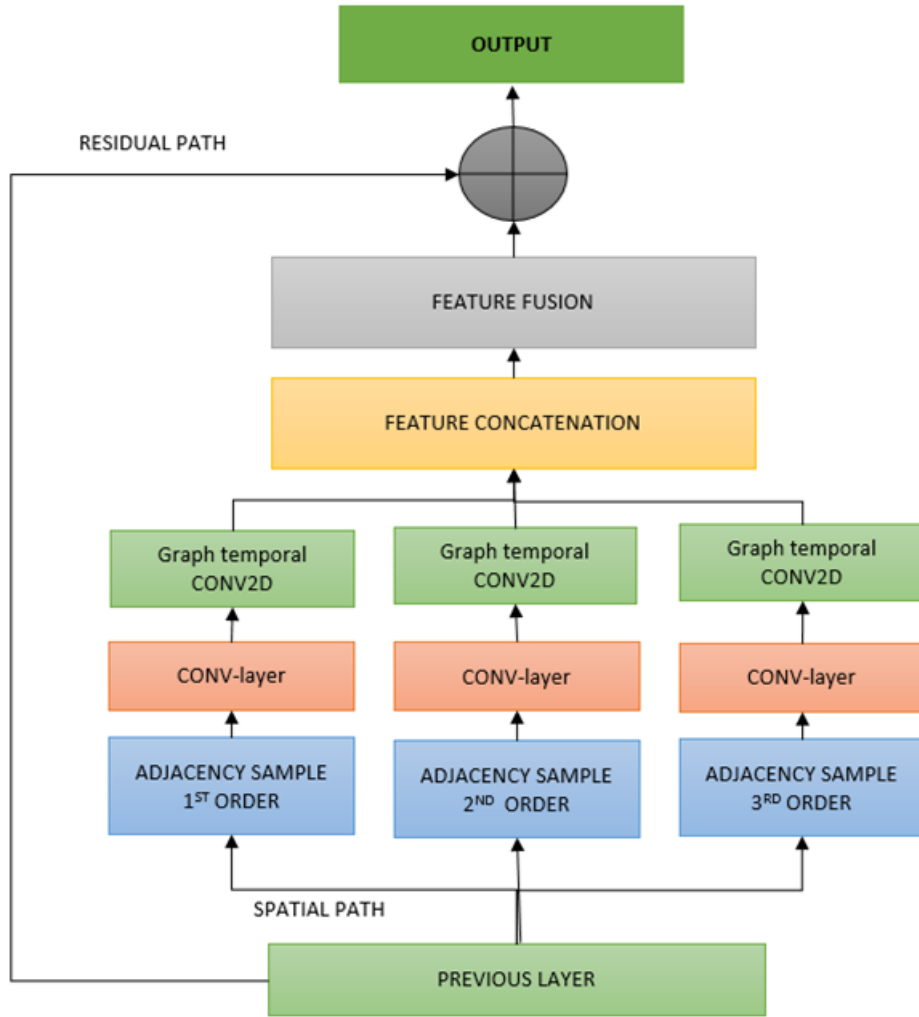 OUTPUT
RESIDUAL PATH
FEATURE FUSION
FEATURE CONCATENATION
Graph temporal
CONV2D
Graph temporal
CONV2D
Graph temporal
CONV2D
CONV-layer
CONV-layer
CONV-layer
ADJACENCY SAMPLE
1ST ORDER
ADJACENCY SAMPLE
2ND ORDER
ADJACENCY SAMPLE
3RD ORDER
SPATIAL PATH
PREVIOUS LAYER